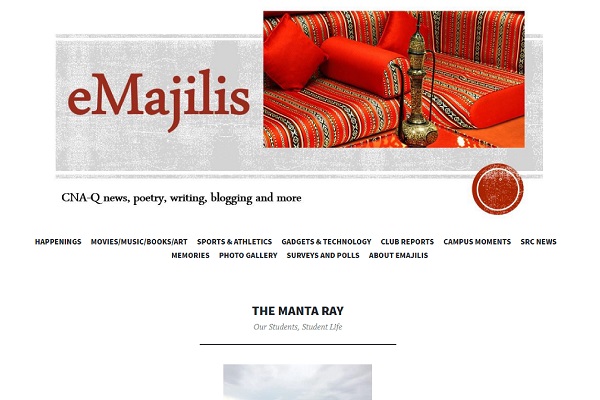 eMajilis
CNA-Q news, poetry, writing, blogging and more
HAPPENINGS MOVIES/MUSIC/BOOKS/ART SPORTS & ATHLETICS GADGETS & TECHNOLOGY CLUB REPORTS CAMPUS MOMENTS SRC NEWS
MEMORIES PHOTO GALLERY SURVEYS AND POLLS ABOUT EMAJILIS
THE MANTA RAY
Our Students, Student LIfe